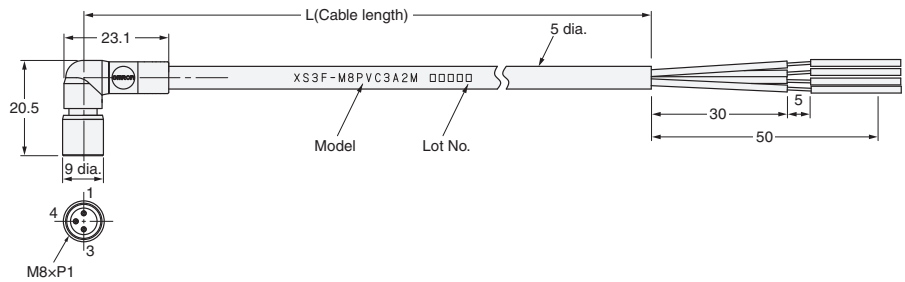 L(Cable length)
23.1
5 dia.
OMRON
XS3F-M8PVC3A2M □□□□□
20.5
30
5
50
Model
Lot No.
9 dia.
1
4
3
M8×P1